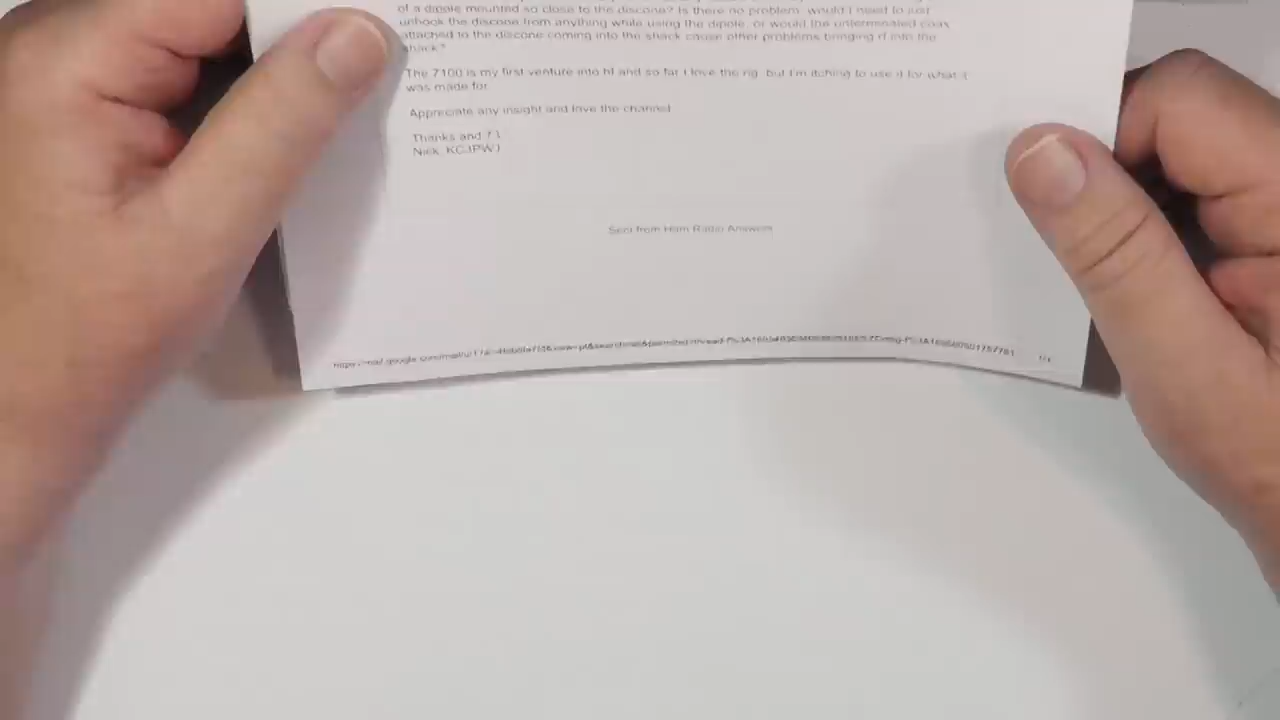 of a dipole mounted so close to the discone? Is there no problem, would I need to just
unhook the discone from anything while using the dipole, or would the unterminated coax
attached to the discone coming into the shack cause other problems bringing rf into the
shack?
The 7100 is my first venture into hf and so far I love the rig, but I'm itching to use it for what it
was made for.
Appreciate any insight and love the channel
Thanks and
Nick,
Sent from Ham Radio Answers
1/1